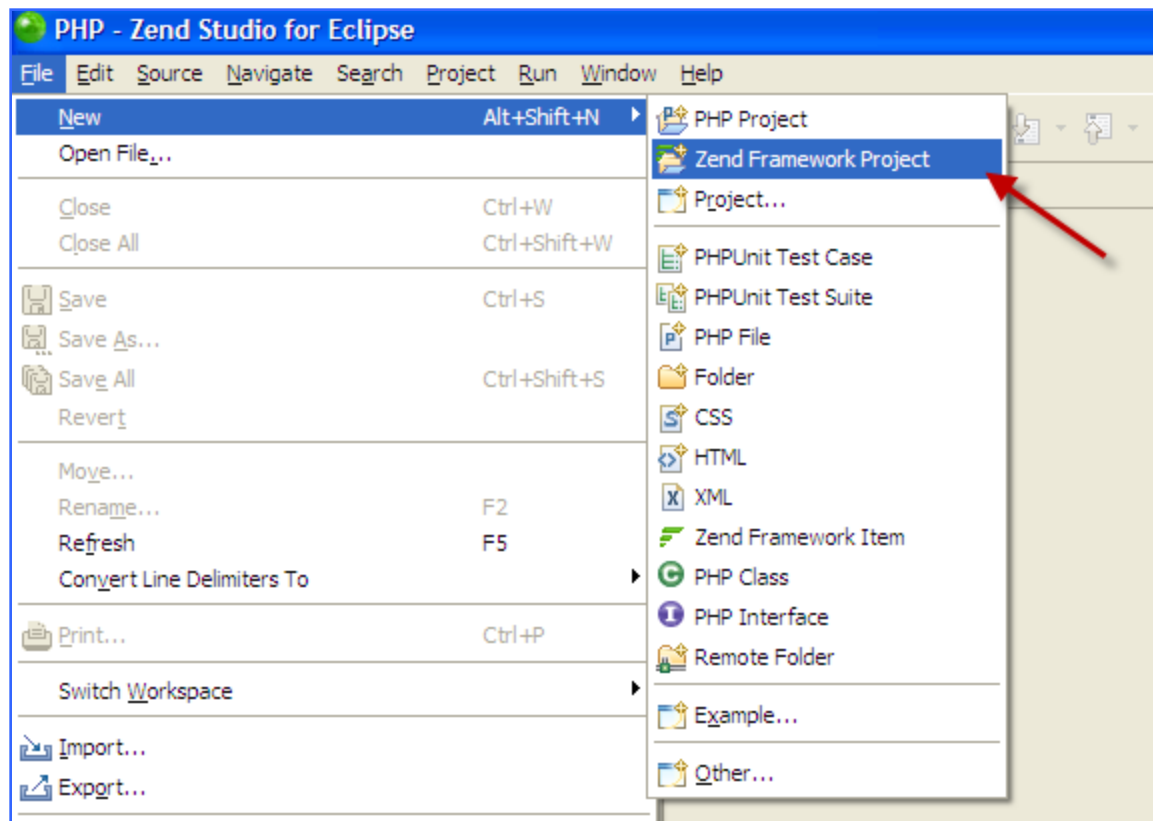 PHP - Zend Studio for Eclipse
File Edit Source Navigate Search Project Run Window Help
New Alt+Shift+N
Open File...
Close Ctrl+W
Close All Ctrl+Shift+W
Save Ctrl+S
Save As...
Save All Ctrl+Shift+S
Revert
Move...
Rename... F2
Refresh F5
Convert Line Delimiters To
Print... Ctrl+P
Switch Workspace
Import...
Export...
PHP Project
Zend Framework Project
Project...
PHPUnit Test Case
PHPUnit Test Suite
PHP File
Folder
CSS
HTML
XML
Zend Framework Item
PHP Class
PHP Interface
Remote Folder
Example...
Other...